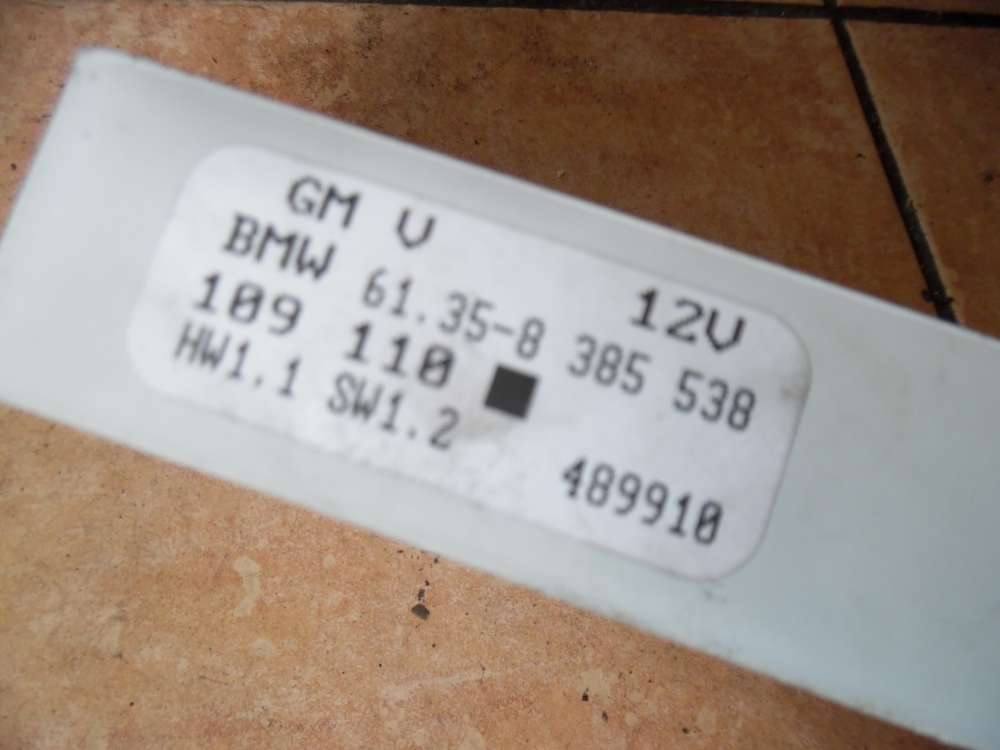 GM V 12V
BMW 61.35-8 385 538
109 110 ■
HW1.1 SW1.2 489910